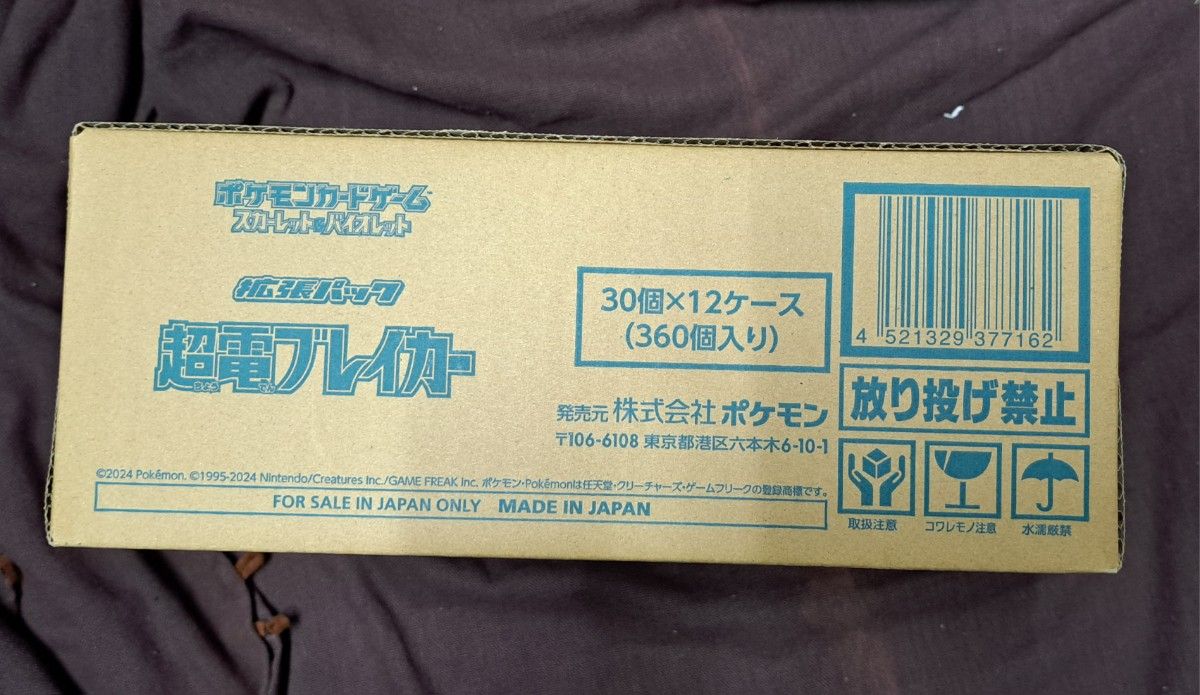 ポケモンカードゲーム
スカーレット&バイオレット
拡張パック
超電ブレイカー
ちょう でん
30個×12ケース
(360個入り)
発売元 株式会社 ポケモン
〒106-6108 東京都港区六本木6-10-1
©2024 Pokémon. ©1995-2024 Nintendo/Creatures Inc./GAME FREAK Inc. ポケモン・Pokémonは任天堂・クリーチャーズ・ゲームフリークの登録商標です。
FOR SALE IN JAPAN ONLY MADE IN JAPAN
4 521329 377162
放り投げ禁止
取扱注意 コワレモノ注意 水濡厳禁